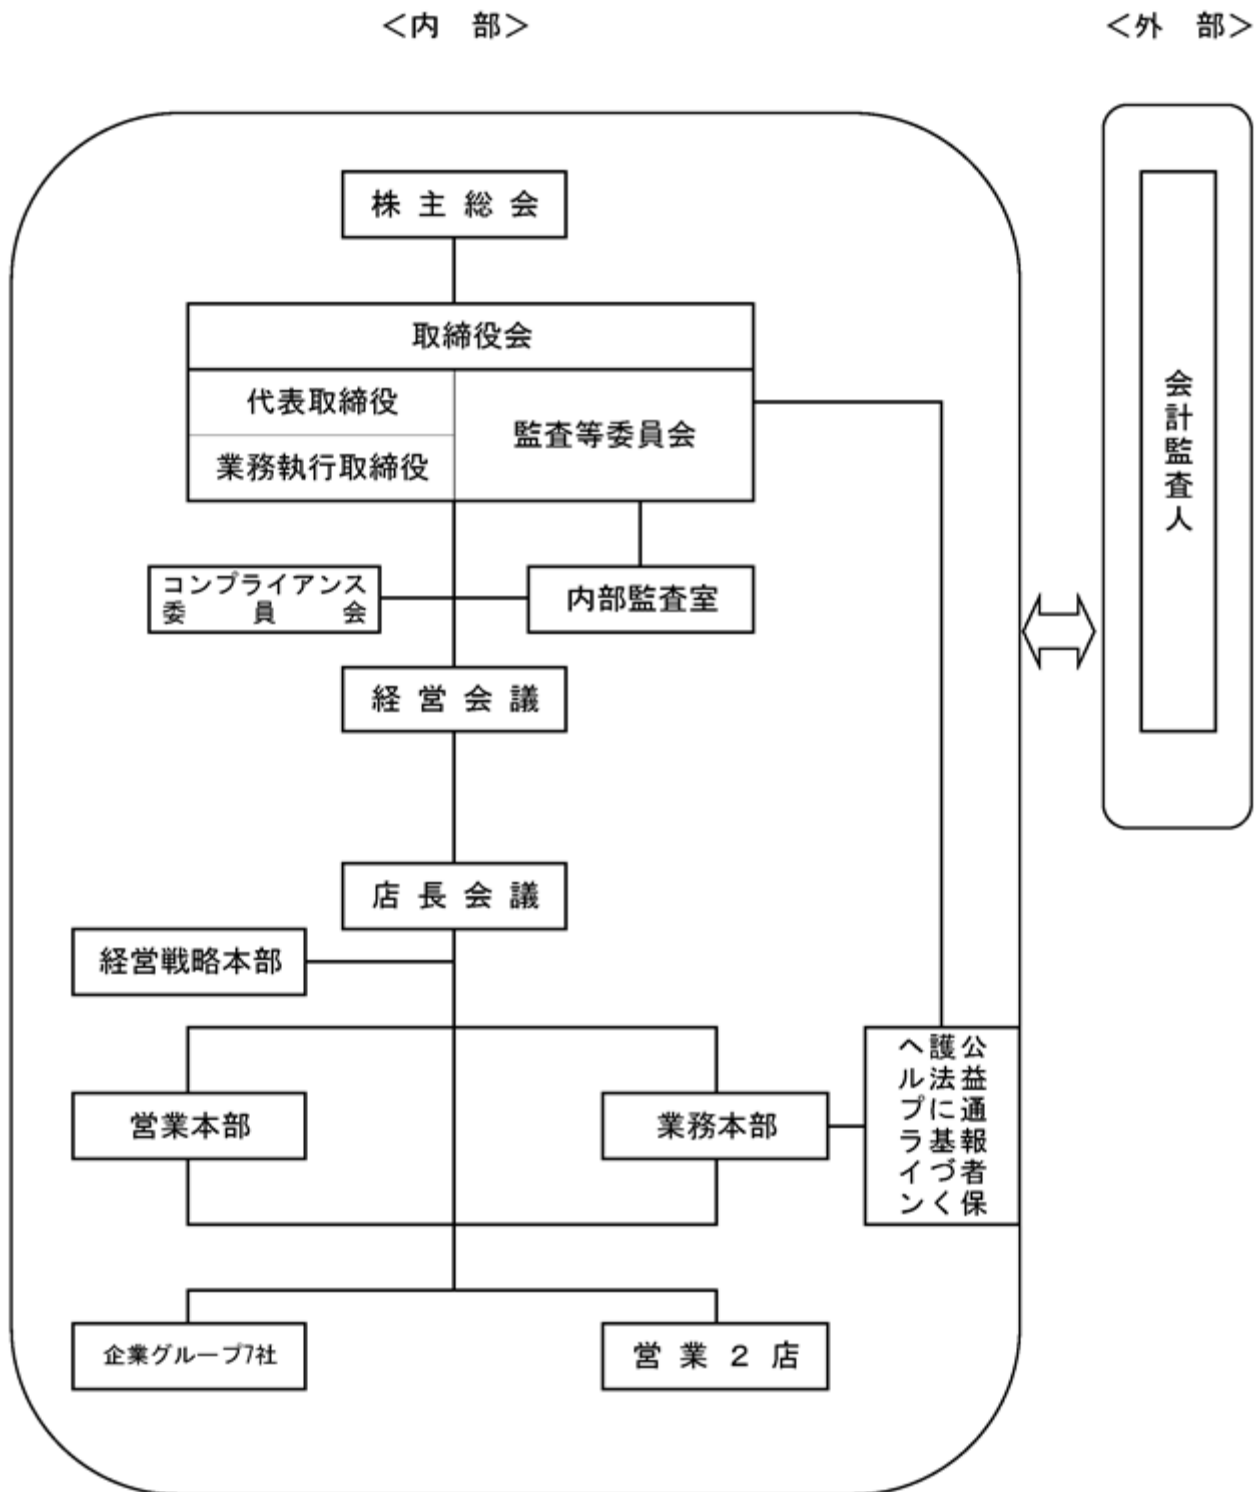 ＜内　部＞
＜外　部＞
株 主 総 会
取締役会
代表取締役
業務執行取締役
監査等委員会
会計監査人
コンプライアンス
委　員　会
内部監査室
経 営 会 議
店 長 会 議
経営戦略本部
営業本部
業務本部
公益通報者保
護法に基づく
ヘルプライン
企業グループ7社
営 業 ２ 店